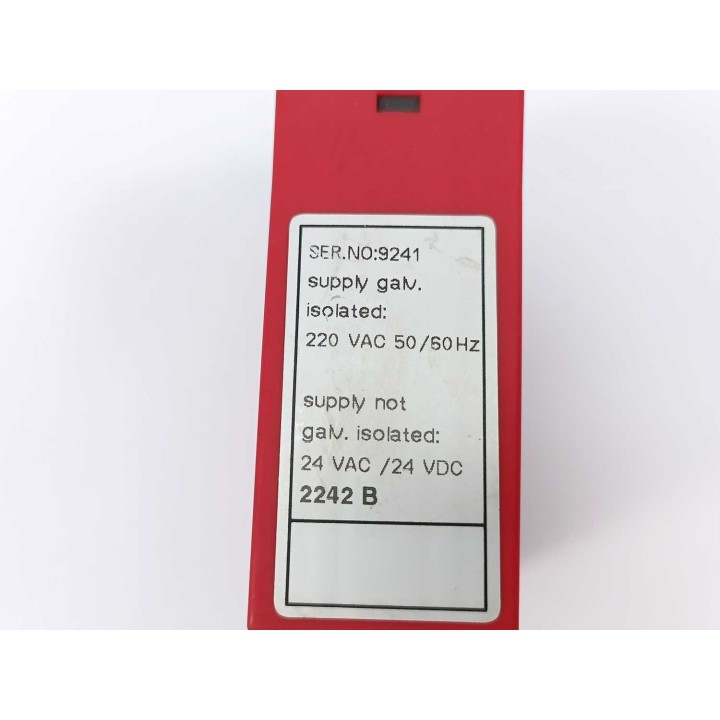 SER.NO:9241
supply galv.
isolated:
220 VAC 50/60Hz
supply not
galv. isolated:
24 VAC /24 VDC
2242 B